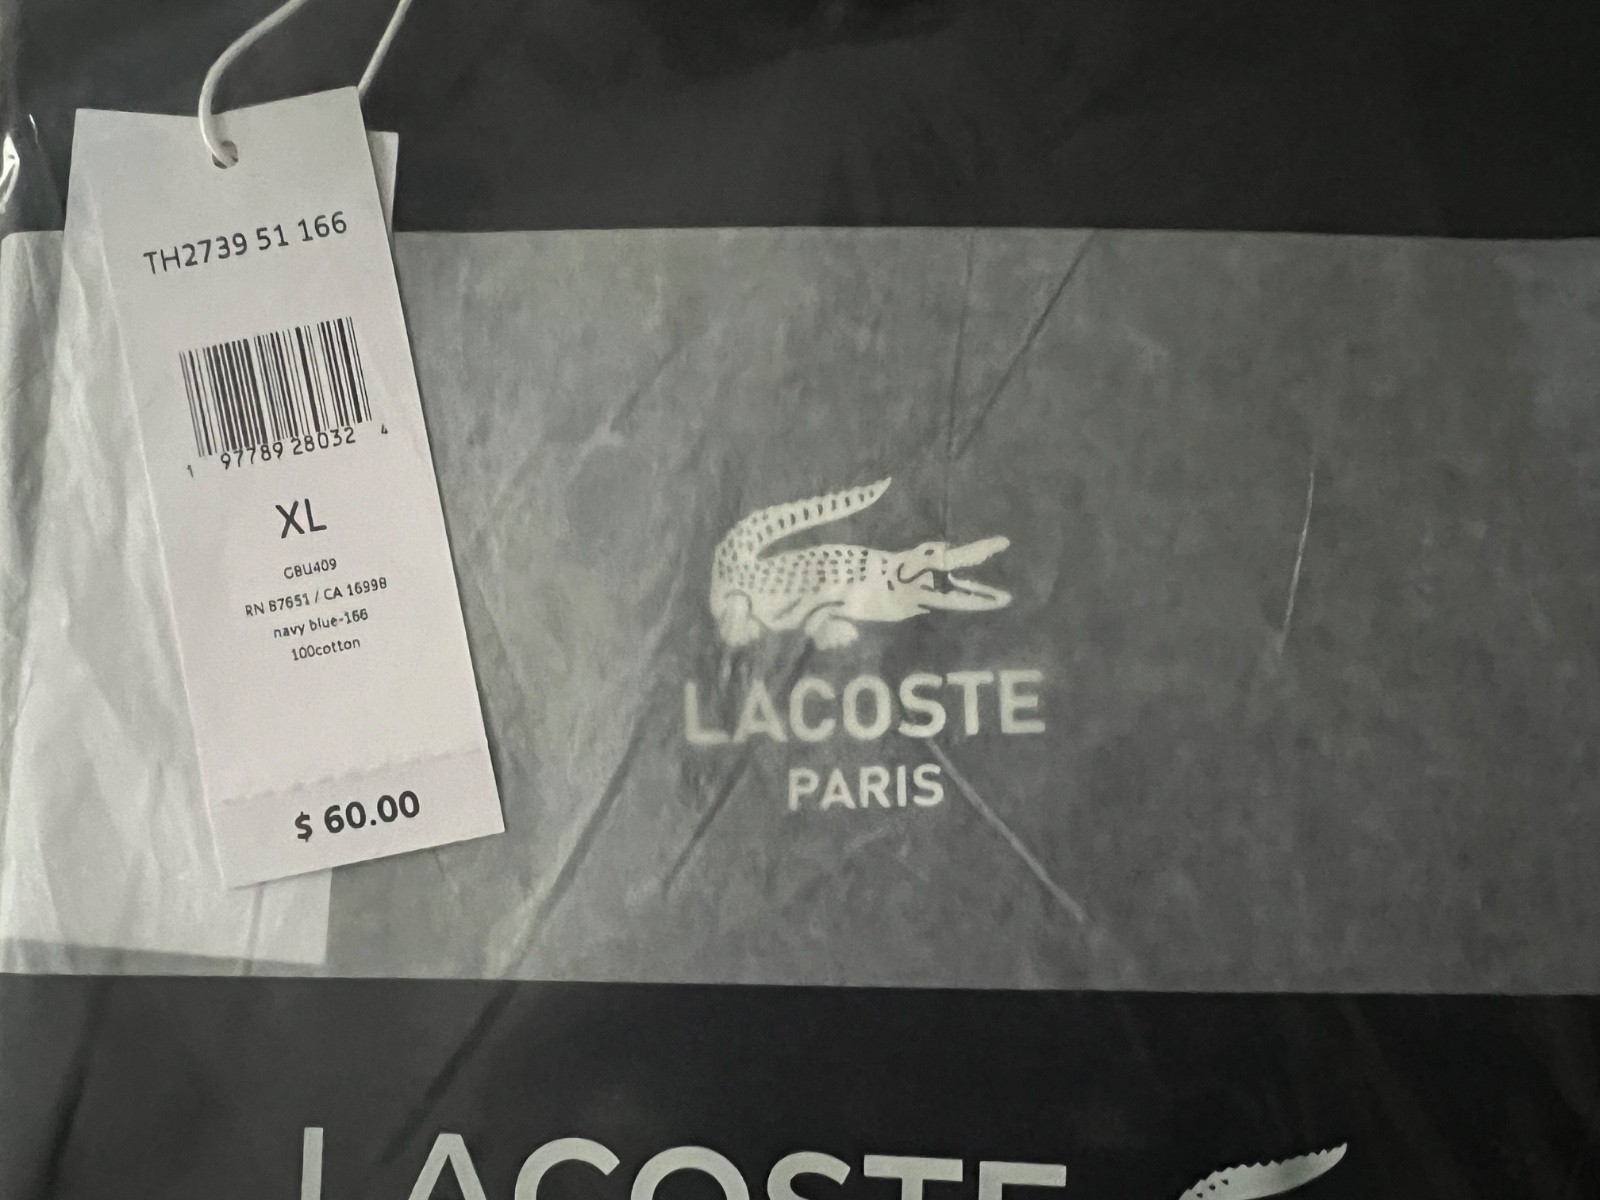 TH2739 51 166
1 97789 28032 4
XL
GBU409
RN 87651 / CA 16998
navy blue-166
100cotton
$ 60.00
LACOSTE
PARIS
LACOSTE